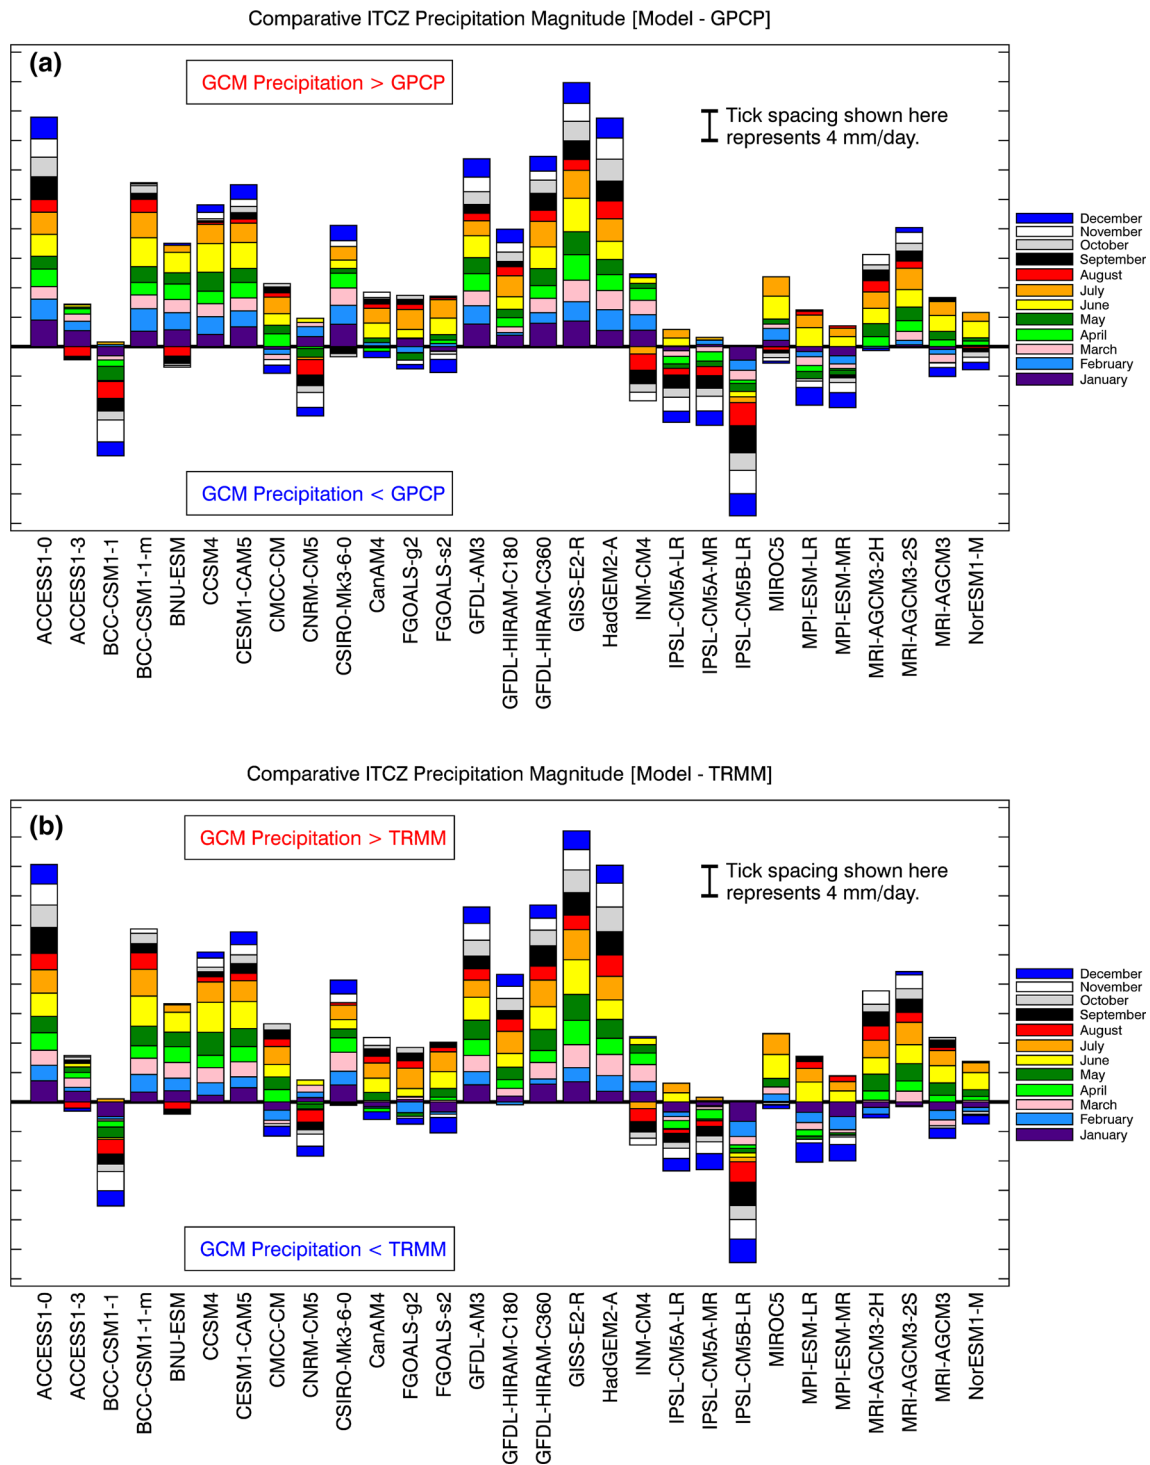 Comparative ITCZ Precipitation Magnitude [Model - GPCP]
(a)
GCM Precipitation > GPCP
Tick spacing shown here
represents 4 mm/day.
GCM Precipitation < GPCP
December
November
October
September
August
July
June
May
April
March
February
January
ACCESS1-0
ACCESS1-3
BCC-CSM1-1
BCC-CSM1-1-m
BNU-ESM
CCSM4
CESM1-CAM5
CMCC-CM
CNRM-CM5
CSIRO-Mk3-6-0
CanAM4
FGOALS-g2
FGOALS-s2
GFDL-AM3
GFDL-HIRAM-C180
GFDL-HIRAM-C360
GISS-E2-R
HadGEM2-A
INM-CM4
IPSL-CM5A-LR
IPSL-CM5A-MR
IPSL-CM5B-LR
MIROC5
MPI-ESM-LR
MPI-ESM-MR
MRI-AGCM3-2H
MRI-AGCM3-2S
MRI-AGCM3
NorESM1-M
Comparative ITCZ Precipitation Magnitude [Model - TRMM]
(b)
GCM Precipitation > TRMM
Tick spacing shown here
represents 4 mm/day.
GCM Precipitation < TRMM
December
November
October
September
August
July
June
May
April
March
February
January
ACCESS1-0
ACCESS1-3
BCC-CSM1-1
BCC-CSM1-1-m
BNU-ESM
CCSM4
CESM1-CAM5
CMCC-CM
CNRM-CM5
CSIRO-Mk3-6-0
CanAM4
FGOALS-g2
FGOALS-s2
GFDL-AM3
GFDL-HIRAM-C180
GFDL-HIRAM-C360
GISS-E2-R
HadGEM2-A
INM-CM4
IPSL-CM5A-LR
IPSL-CM5A-MR
IPSL-CM5B-LR
MIROC5
MPI-ESM-LR
MPI-ESM-MR
MRI-AGCM3-2H
MRI-AGCM3-2S
MRI-AGCM3
NorESM1-M